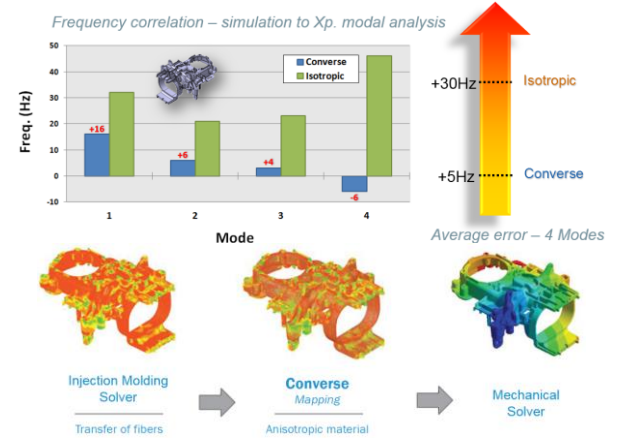 Frequency correlation – simulation to Xp. modal analysis
Freq. (Hz)
50
40
30
20
10
0
-10
+16
+6
+4
-6
Converse
Isotropic
1 2 3 4
Mode
+30Hz Isotropic
+5Hz Converse
Average error – 4 Modes
Injection Molding
Solver
Transfer of fibers
Converse
Mapping
Anisotropic material
Mechanical
Solver